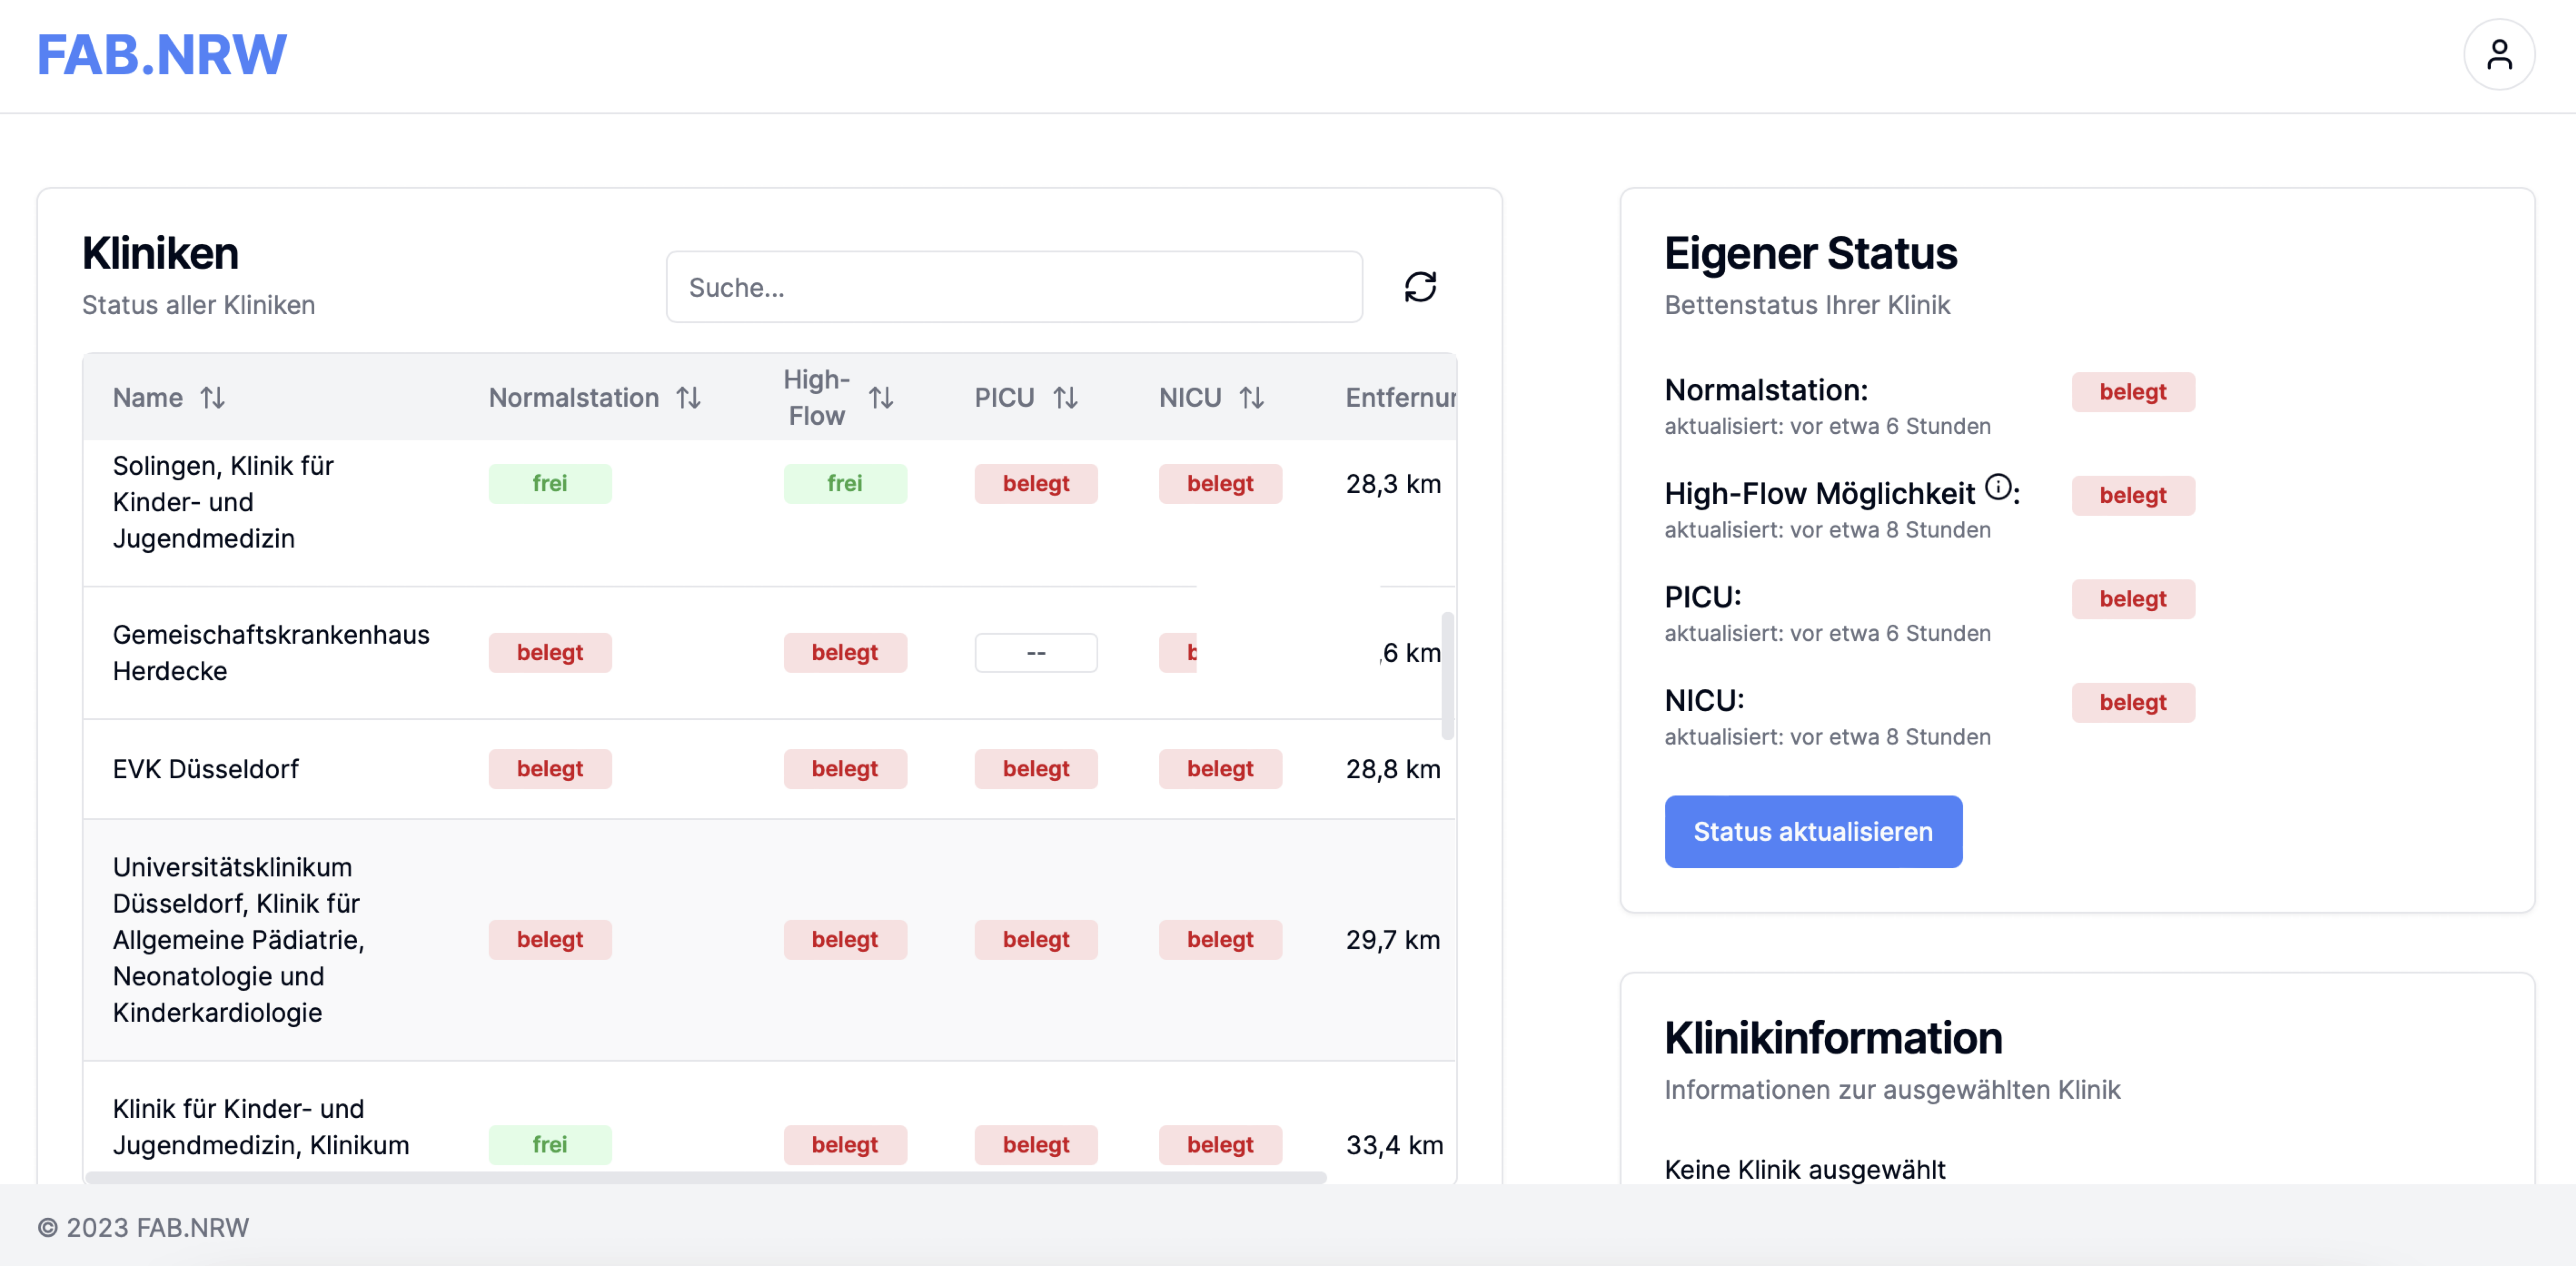 FAB.NRW
Kliniken
Status aller Kliniken
Suche...
Name Normalstation High-Flow PICU NICU Entfernur
Solingen, Klinik für
Kinder- und
Jugendmedizin
frei frei belegt belegt 28,3 km
Gemeischaftskrankenhaus
Herdecke
belegt belegt -- ,6 km
EVK Düsseldorf belegt belegt belegt belegt 28,8 km
Universitätsklinikum
Düsseldorf, Klinik für
Allgemeine Pädiatrie,
Neonatologie und
Kinderkardiologie
belegt belegt belegt belegt 29,7 km
Klinik für Kinder- und
Jugendmedizin, Klinikum
frei belegt belegt belegt 33,4 km
Eigener Status
Bettenstatus Ihrer Klinik
Normalstation: belegt
aktualisiert: vor etwa 6 Stunden
High-Flow Möglichkeit ⓘ: belegt
aktualisiert: vor etwa 8 Stunden
PICU: belegt
aktualisiert: vor etwa 6 Stunden
NICU: belegt
aktualisiert: vor etwa 8 Stunden
Status aktualisieren
Klinikinformation
Informationen zur ausgewählten Klinik
Keine Klinik ausgewählt
© 2023 FAB.NRW